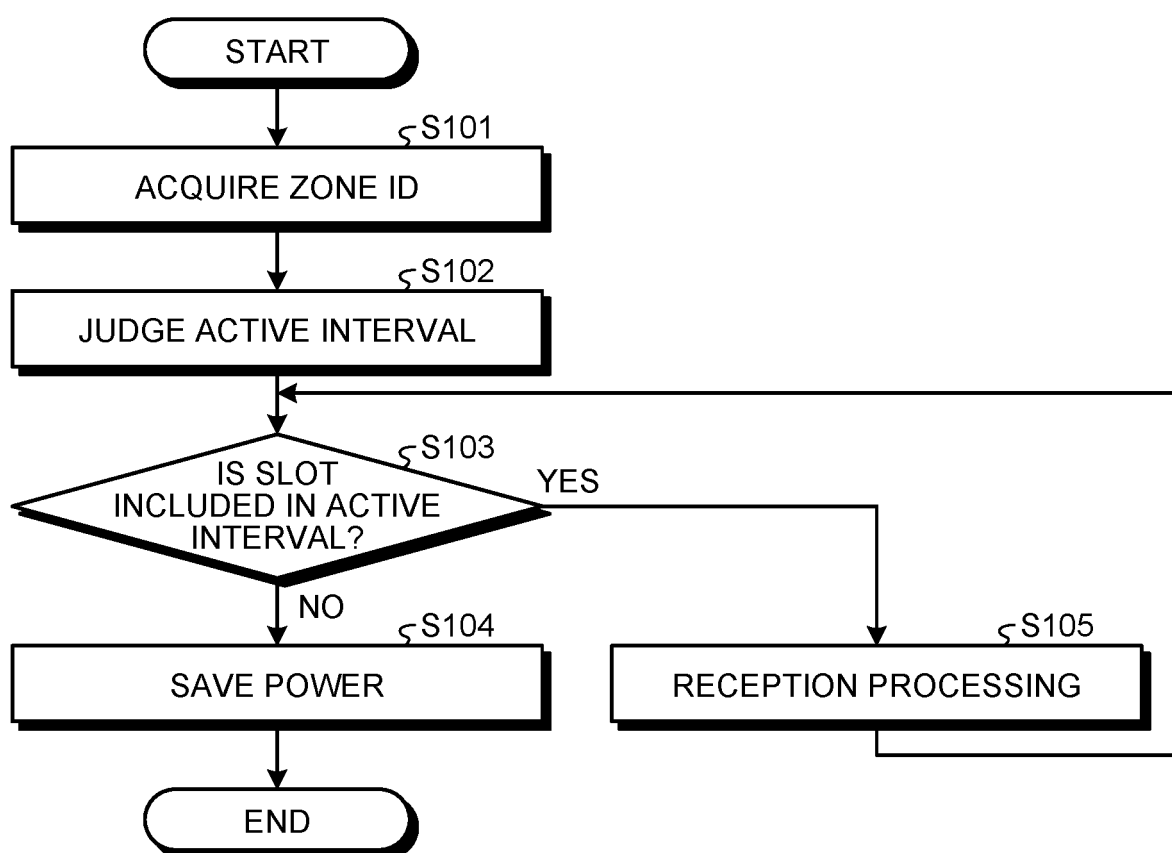 START
S101
ACQUIRE ZONE ID
S102
JUDGE ACTIVE INTERVAL
S103
IS SLOT
INCLUDED IN ACTIVE
INTERVAL?
YES
NO
S104
SAVE POWER
S105
RECEPTION PROCESSING
END